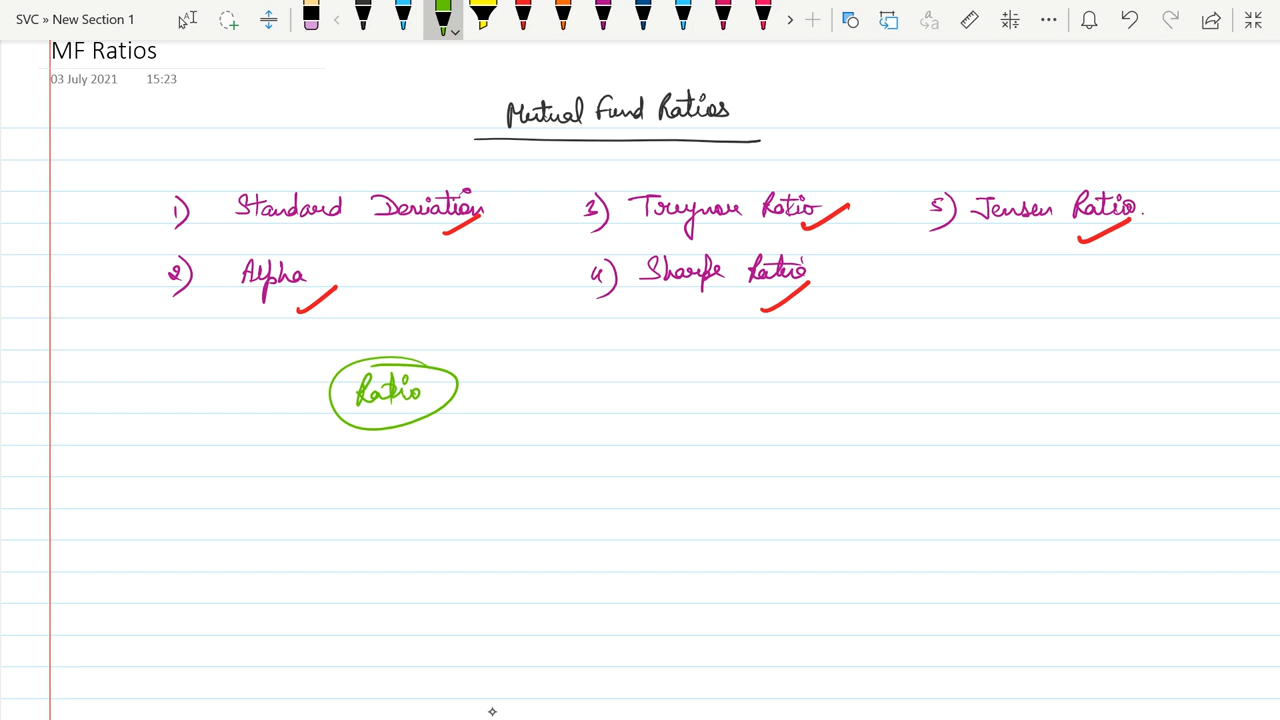 SVC » New Section 1
MF Ratios
03 July 2021 15:23
Mutual Fund Ratios
1) Standard Deviation 3) Treynor Ratio 5) Jensen Ratio.
2) Alpha 4) Sharpe Ratio
Ratio